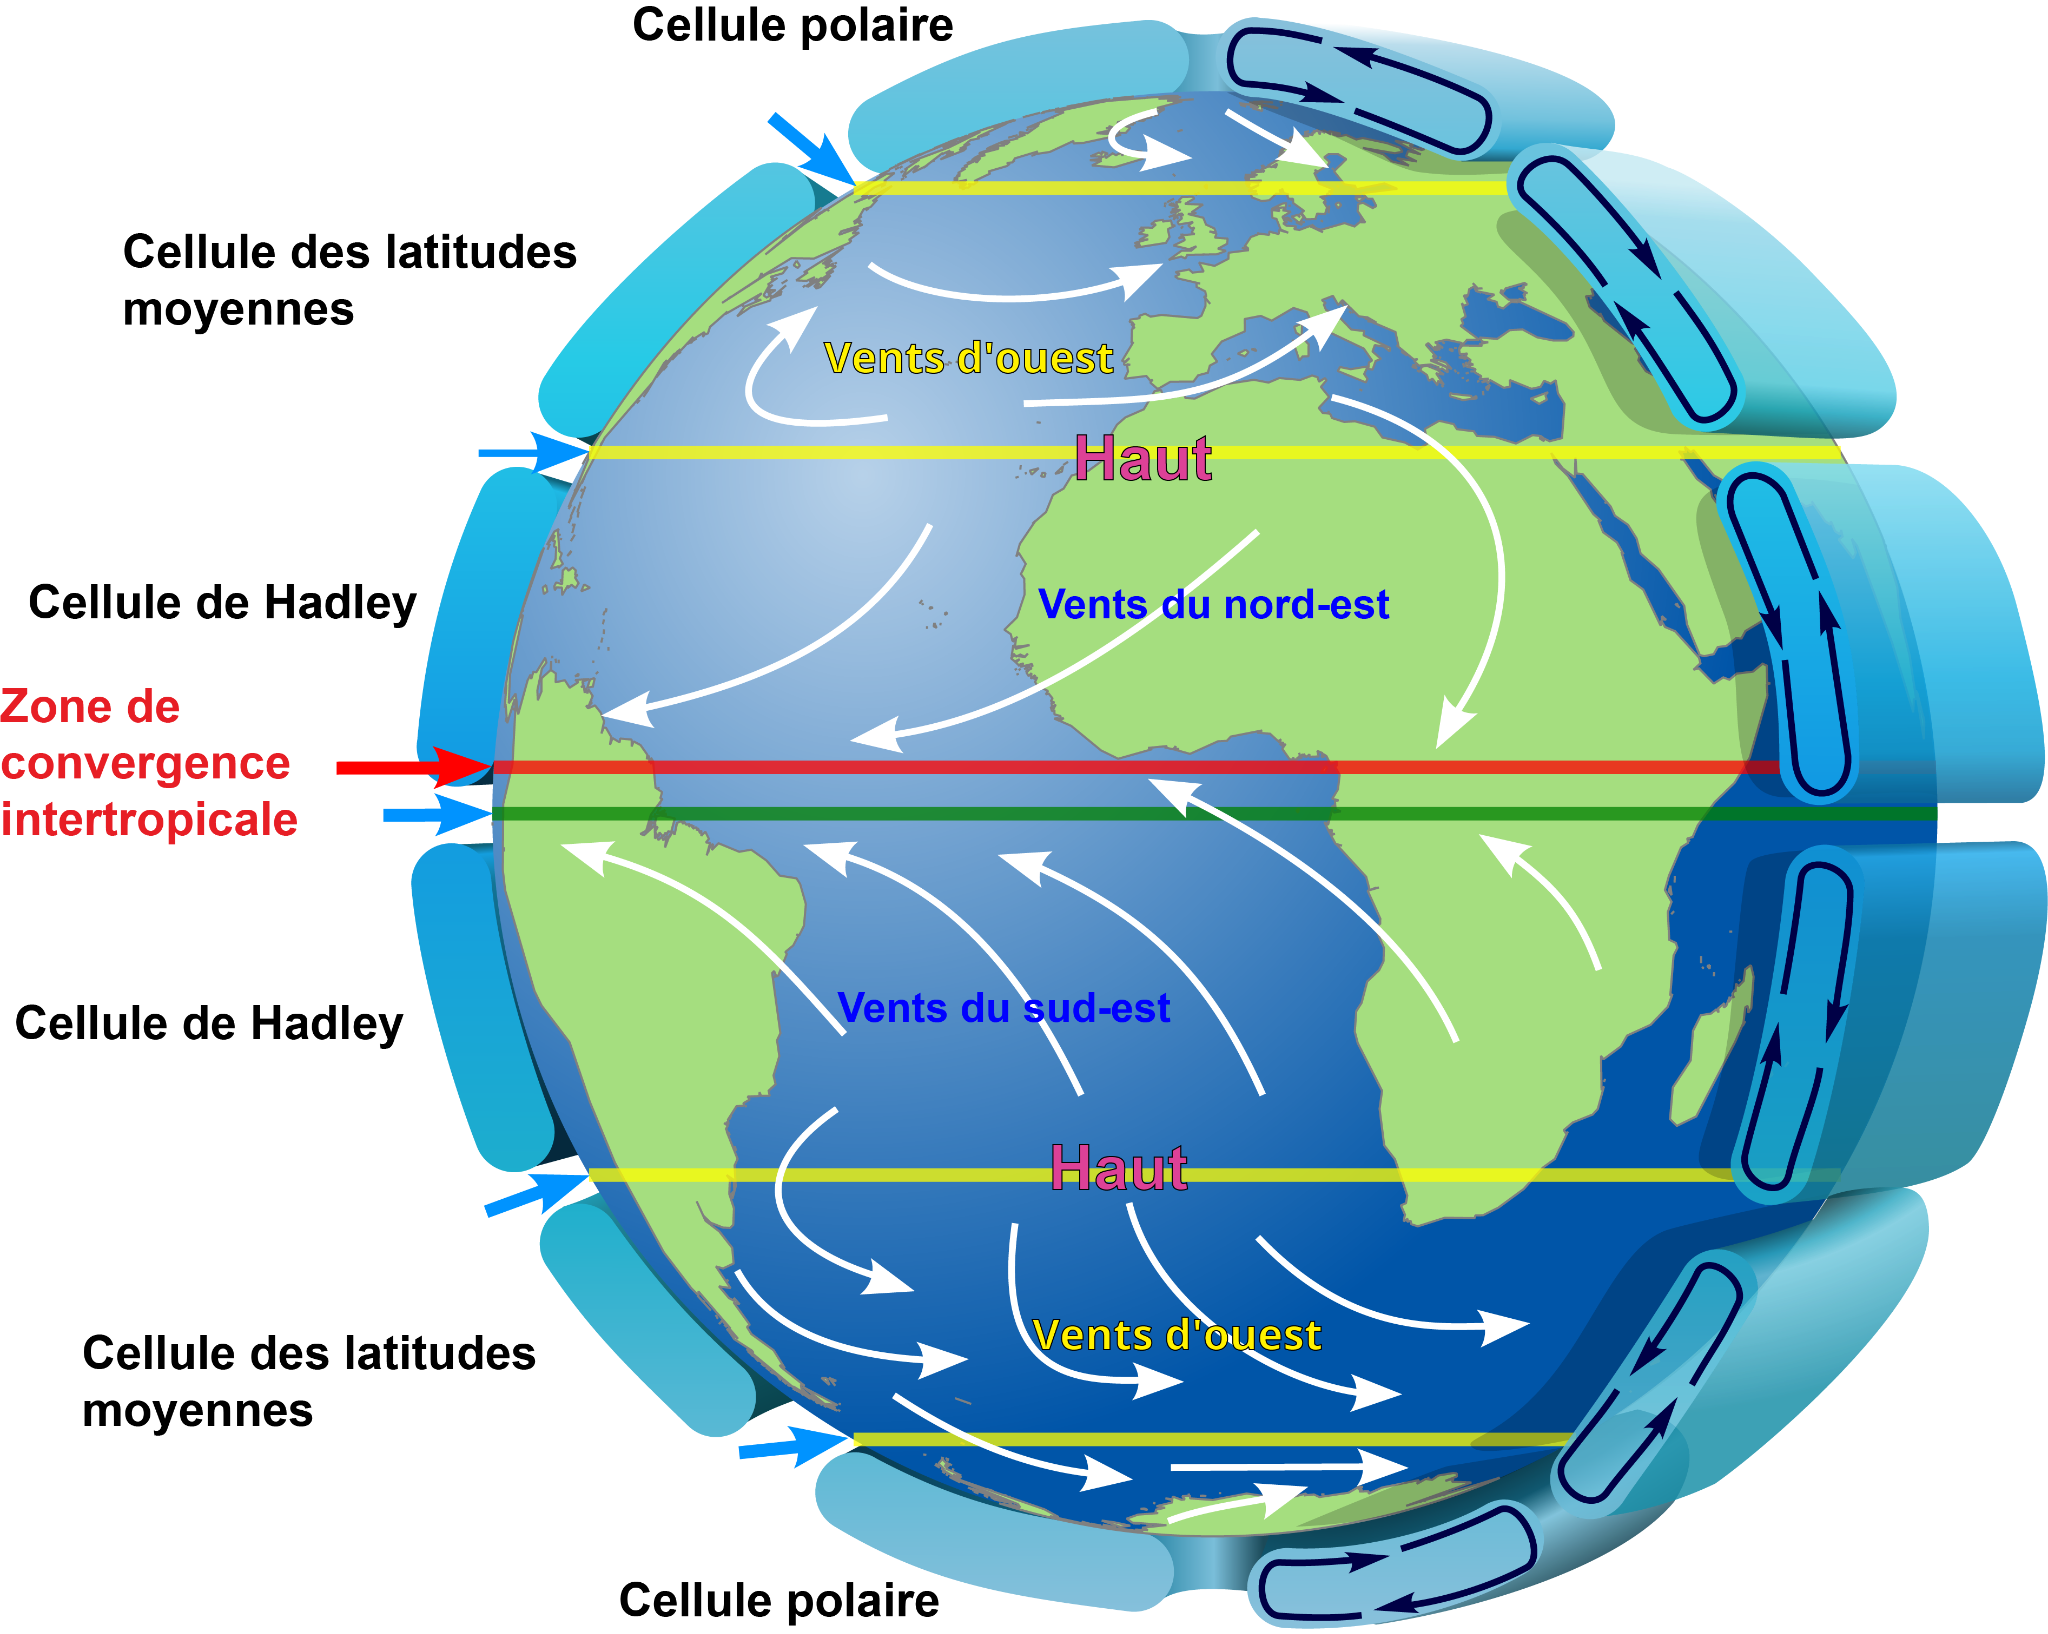 Cellule polaire
Cellule des latitudes
moyennes
Vents d'ouest
Haut
Cellule de Hadley
Vents du nord-est
Zone de
convergence
intertropicale
Cellule de Hadley
Vents du sud-est
Haut
Vents d'ouest
Cellule des latitudes
moyennes
Cellule polaire